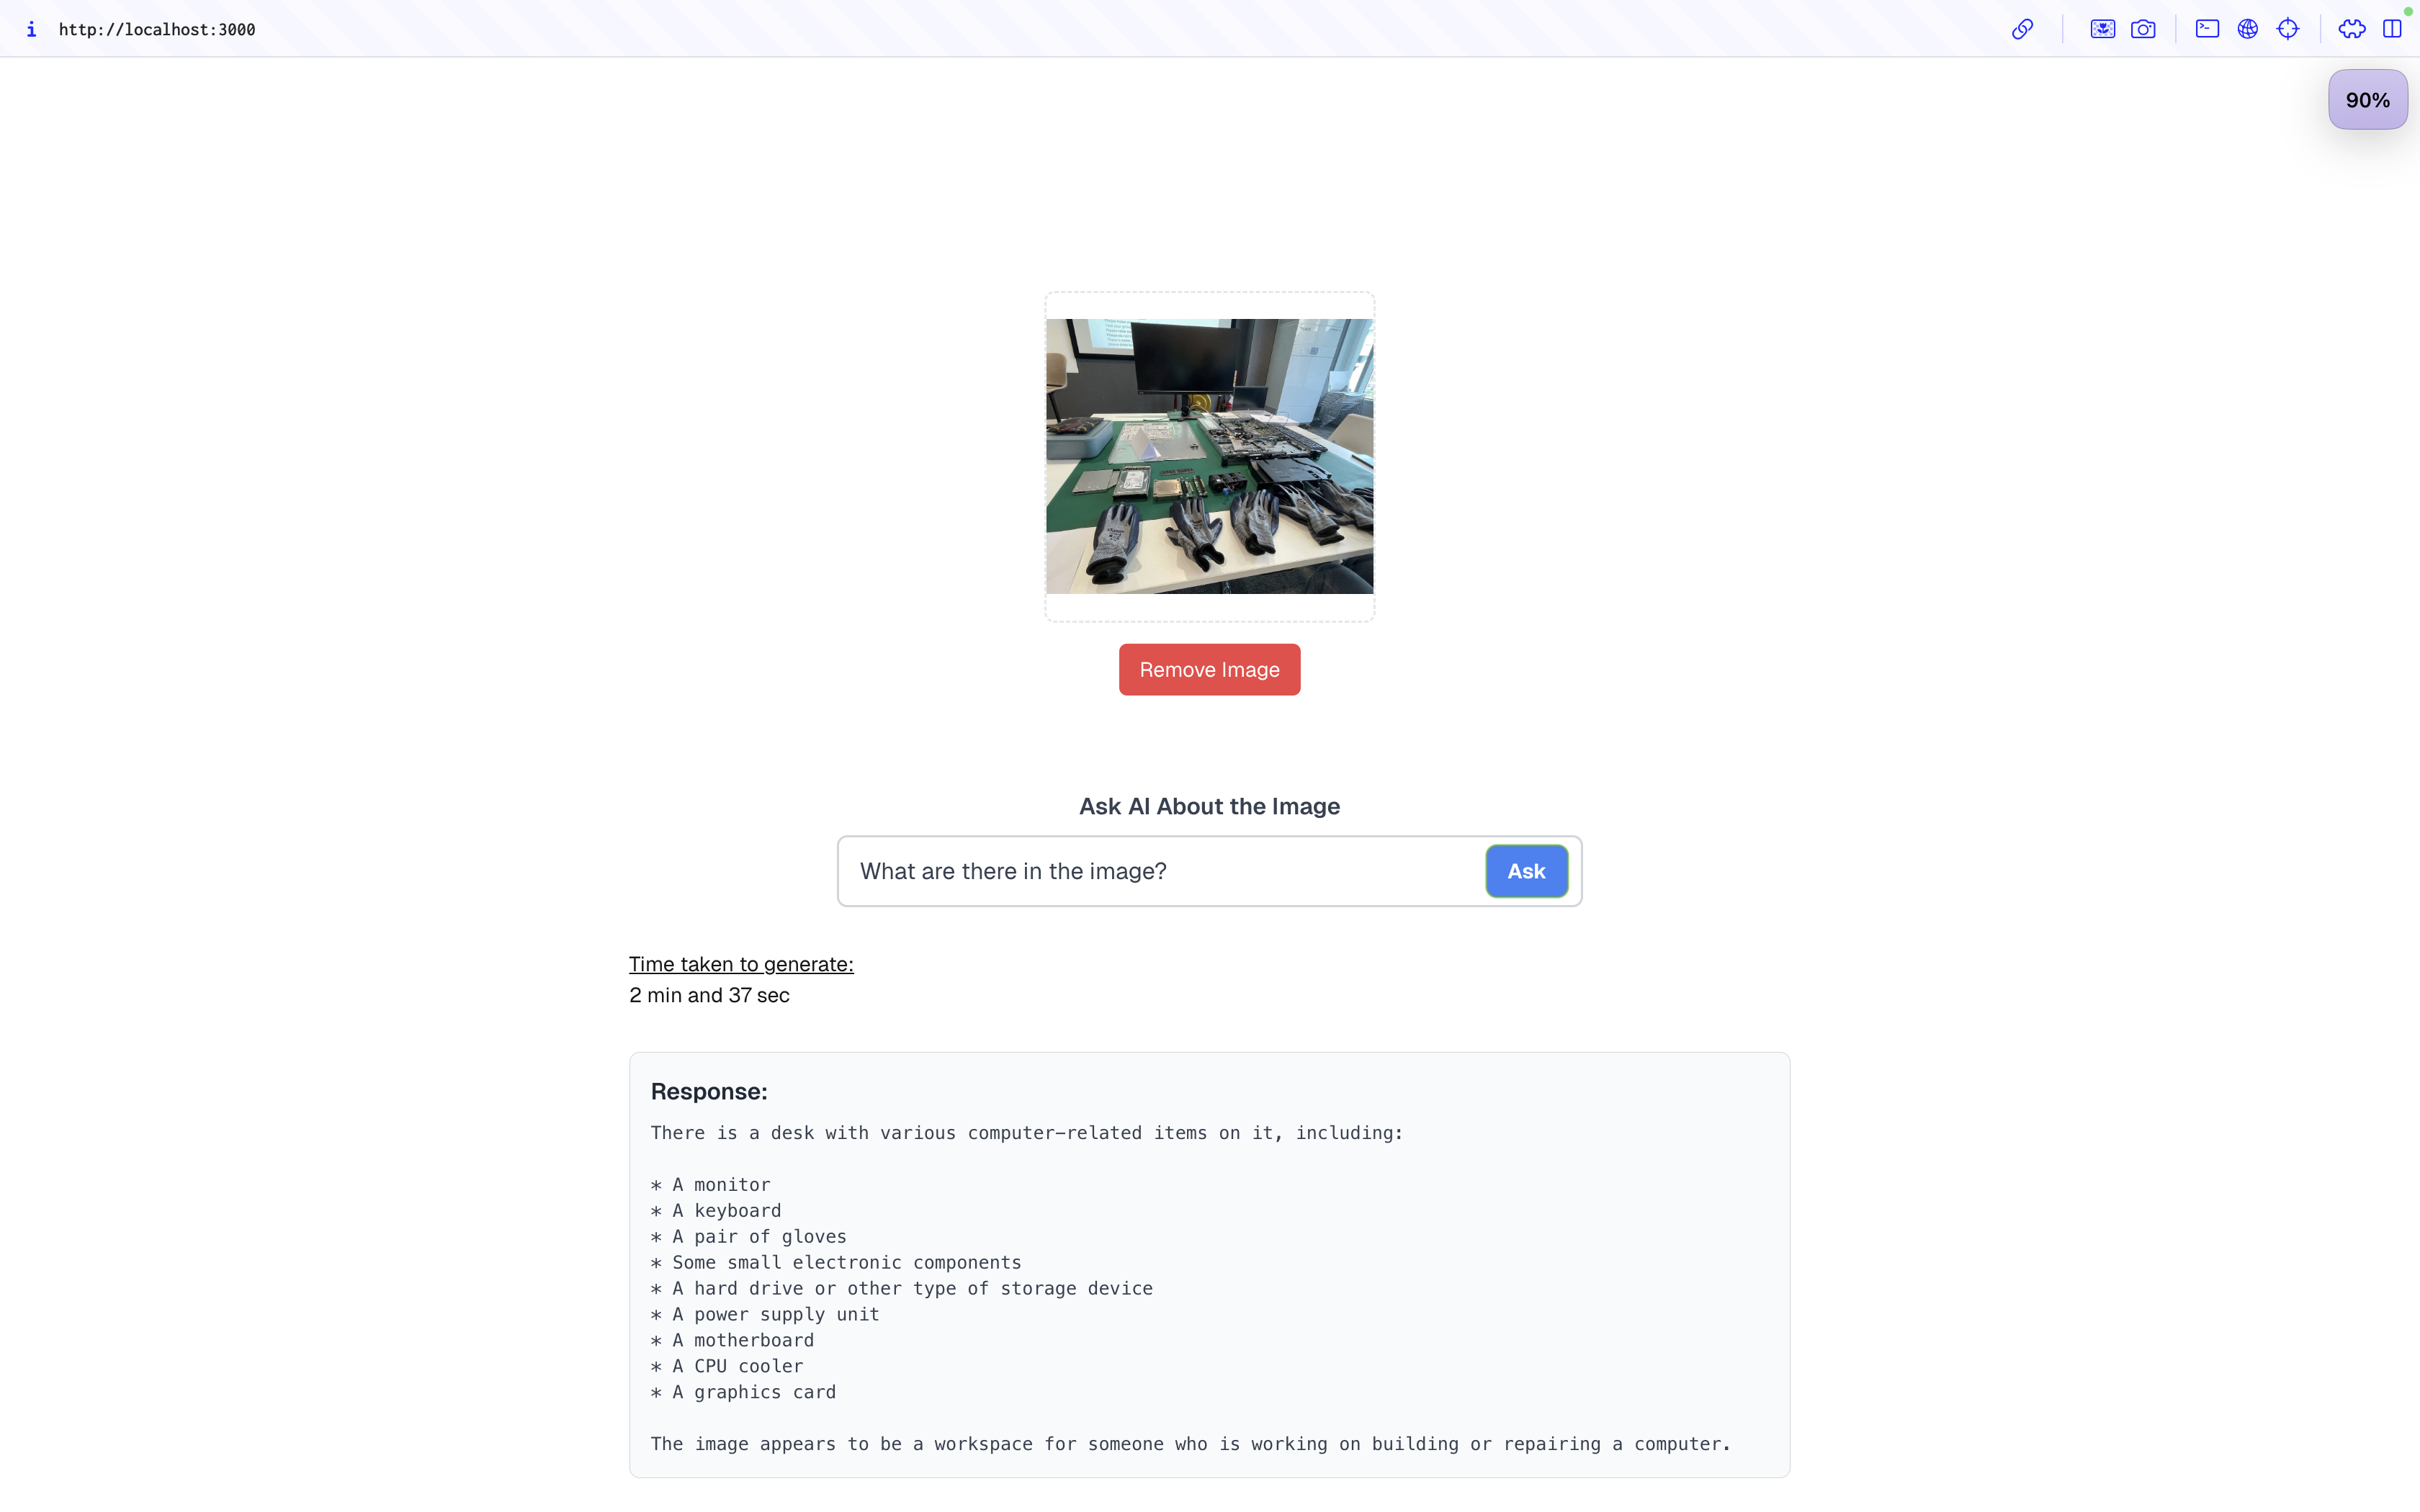 i http://localhost:3000
90%
Remove Image
Ask AI About the Image
What are there in the image?
Ask
Time taken to generate:
2 min and 37 sec
Response:
There is a desk with various computer-related items on it, including:
* A monitor
* A keyboard
* A pair of gloves
* Some small electronic components
* A hard drive or other type of storage device
* A power supply unit
* A motherboard
* A CPU cooler
* A graphics card
The image appears to be a workspace for someone who is working on building or repairing a computer.